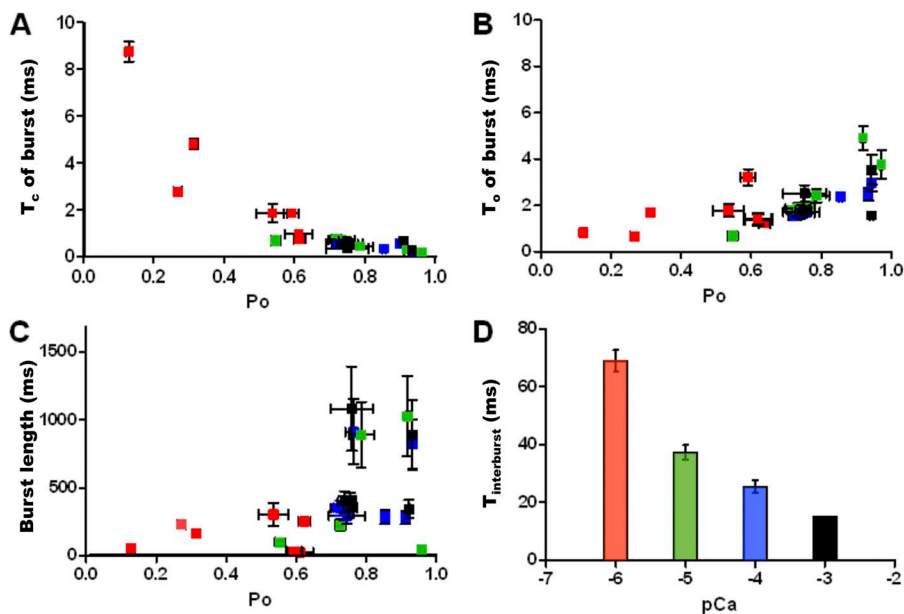 A
Tc of burst (ms)
10
8
6
4
2
0
0.0 0.2 0.4 0.6 0.8 1.0
Po
B
To of burst (ms)
10
8
6
4
2
0
0.0 0.2 0.4 0.6 0.8 1.0
Po
C
Burst length (ms)
1500
1000
500
0
0.0 0.2 0.4 0.6 0.8 1.0
Po
D
Tinterburst (ms)
80
60
40
20
0
-7 -6 -5 -4 -3 -2
pCa